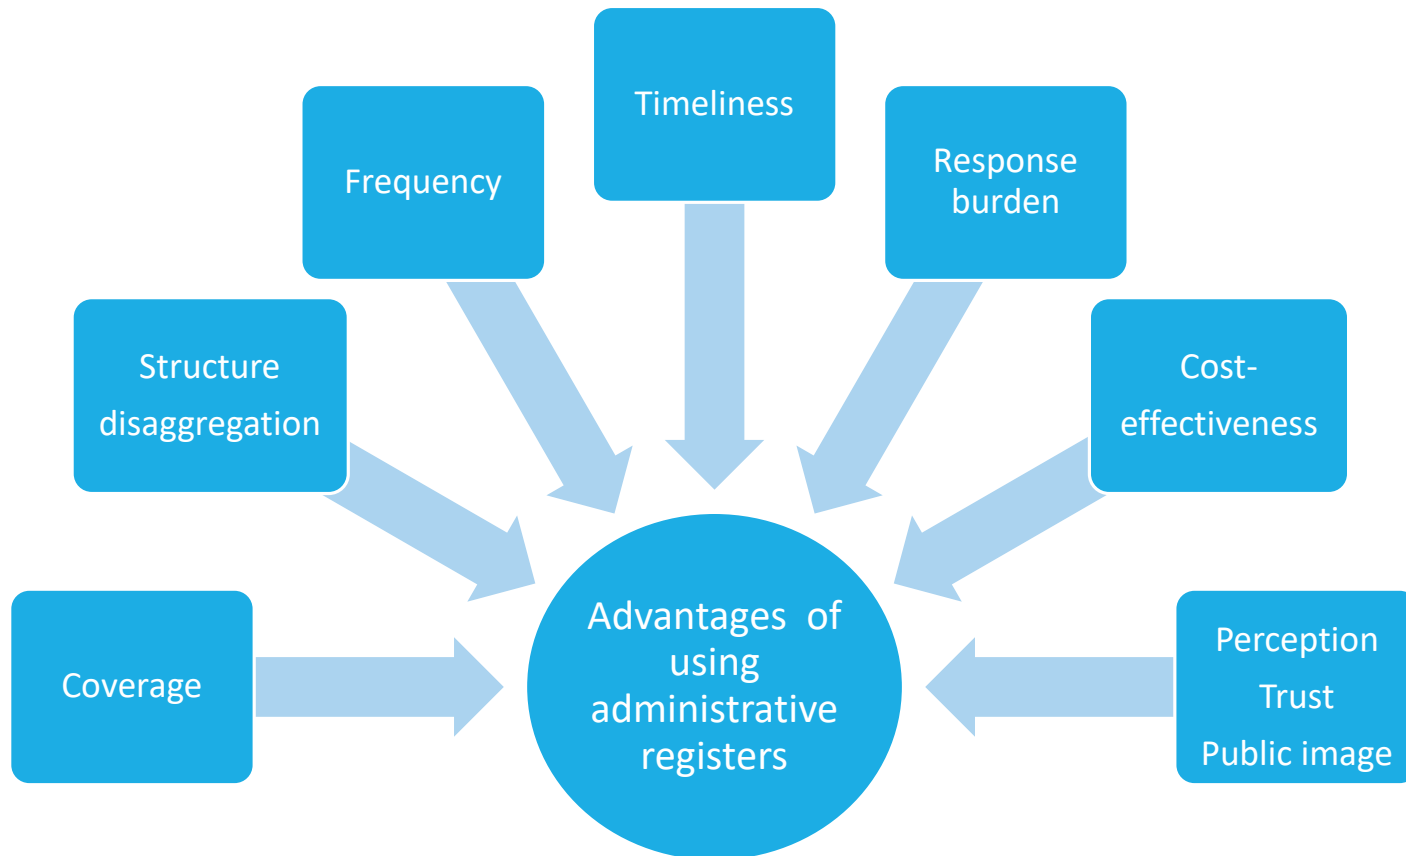 Timeliness
Frequency
Response
burden
Structure
disaggregation
Cost-
effectiveness
Coverage
Advantages of
using
administrative
registers
Perception
Trust
Public image